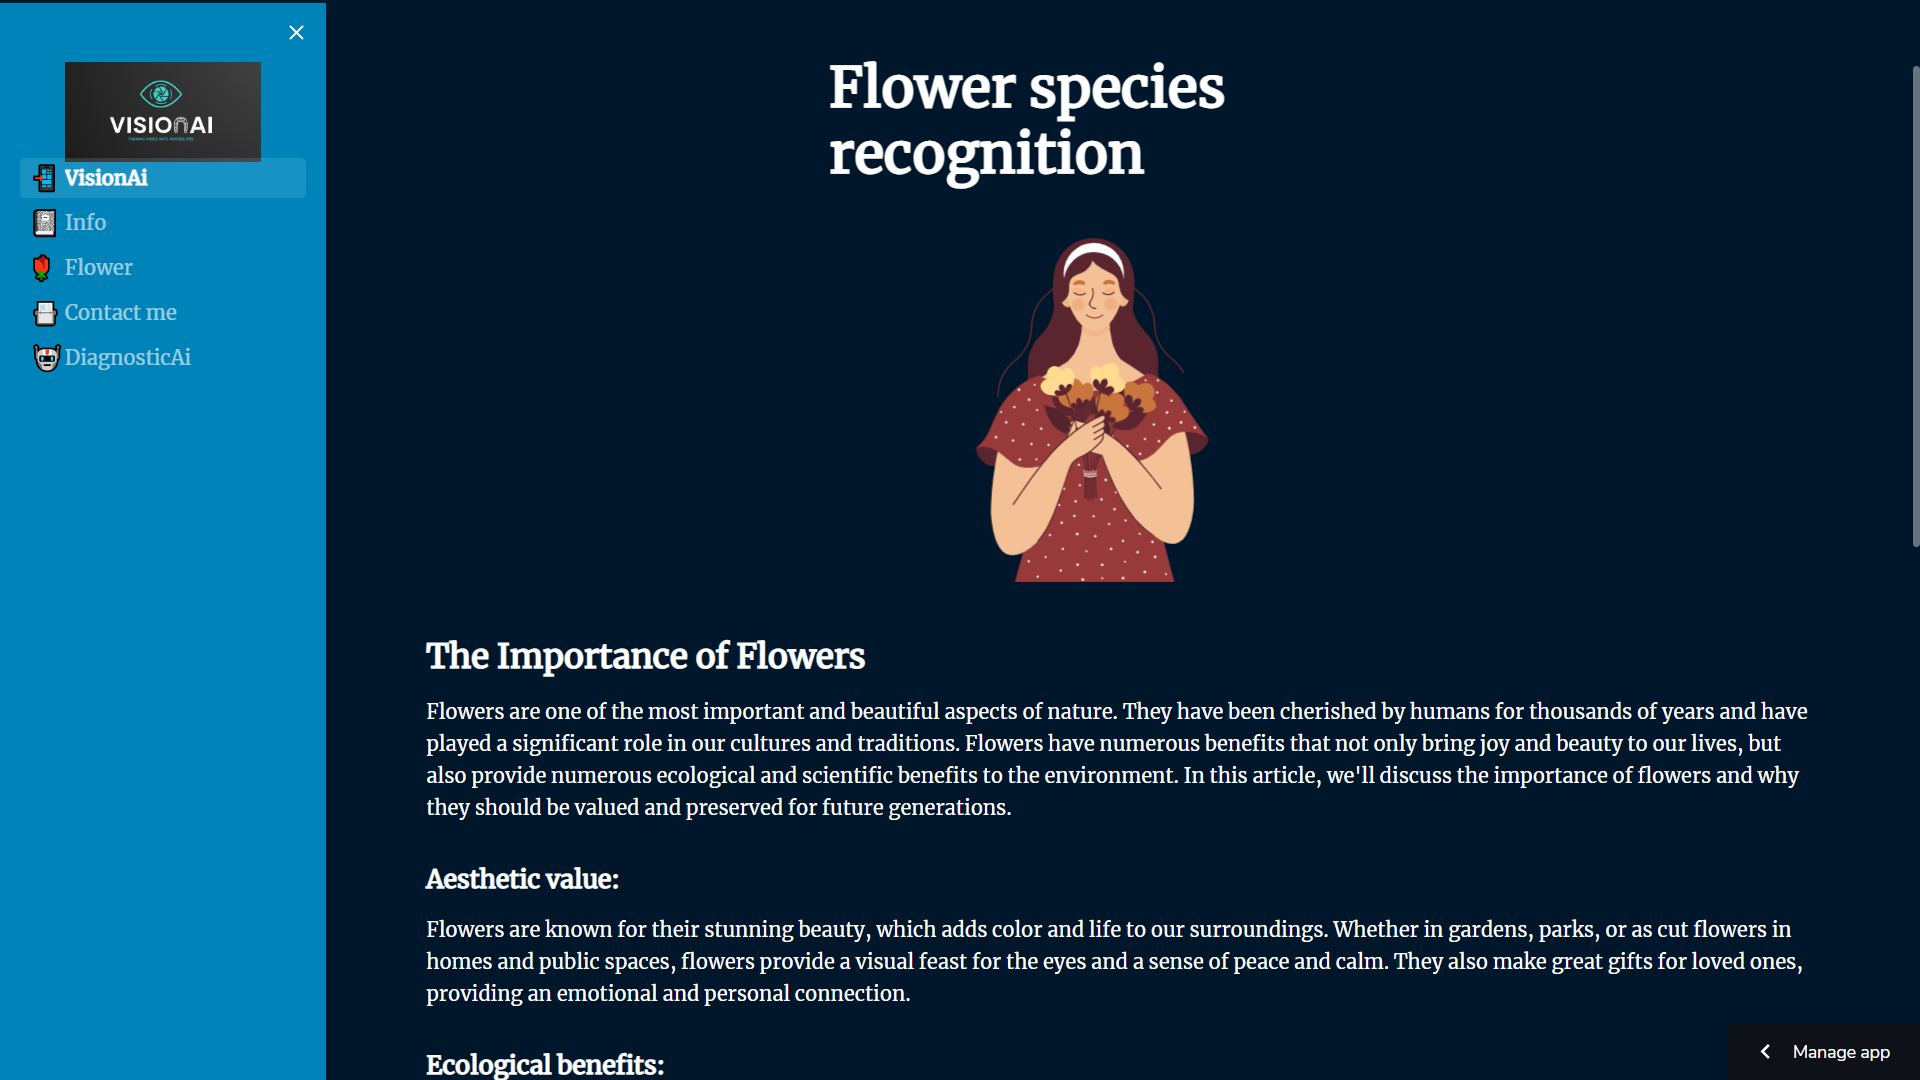 VISIONAI
VisionAi
Info
Flower
Contact me
DiagnosticAi
Flower species
recognition
The Importance of Flowers
Flowers are one of the most important and beautiful aspects of nature. They have been cherished by humans for thousands of years and have
played a significant role in our cultures and traditions. Flowers have numerous benefits that not only bring joy and beauty to our lives, but
also provide numerous ecological and scientific benefits to the environment. In this article, we'll discuss the importance of flowers and why
they should be valued and preserved for future generations.
Aesthetic value:
Flowers are known for their stunning beauty, which adds color and life to our surroundings. Whether in gardens, parks, or as cut flowers in
homes and public spaces, flowers provide a visual feast for the eyes and a sense of peace and calm. They also make great gifts for loved ones,
providing an emotional and personal connection.
Ecological benefits:
Manage app